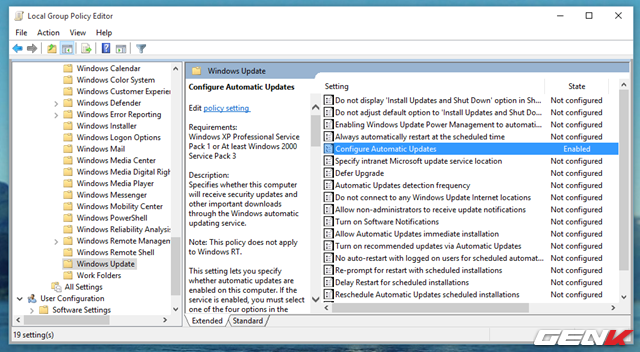 Local Group Policy Editor
File Action View Help
Windows Calendar
Windows Color System
Windows Customer Experien
Windows Defender
Windows Error Reporting
Windows Installer
Windows Logon Options
Windows Mail
Windows Media Center
Windows Media Digital Righ
Windows Media Player
Windows Messenger
Windows Mobility Center
Windows PowerShell
Windows Reliability Analysis
Windows Remote Manager
Windows Remote Shell
Windows Update
Work Folders
All Settings
User Configuration
Software Settings
Windows Update
Configure Automatic Updates
Edit policy setting.
Requirements:
Windows XP Professional Service
Pack 1 or At least Windows 2000
Service Pack 3
Description:
Specifies whether this computer
will receive security updates and
other important downloads
through the Windows automatic
updating service.
Note: This policy does not apply
to Windows RT.
This setting lets you specify
whether automatic updates are
enabled on this computer. If the
service is enabled, you must select
one of the four options in the
Setting State
Do not display 'Install Updates and Shut Down' option in Sh... Not configured
Do not adjust default option to 'Install Updates and Shut Do... Not configured
Enabling Windows Update Power Management to automati... Not configured
Always automatically restart at the scheduled time Not configured
Configure Automatic Updates Enabled
Specify intranet Microsoft update service location Not configured
Defer Upgrade Not configured
Automatic Updates detection frequency Not configured
Do not connect to any Windows Update Internet locations Not configured
Allow non-administrators to receive update notifications Not configured
Turn on Software Notifications Not configured
Allow Automatic Updates immediate installation Not configured
Turn on recommended updates via Automatic Updates Not configured
No auto-restart with logged on users for scheduled automat... Not configured
Re-prompt for restart with scheduled installations Not configured
Delay Restart for scheduled installations Not configured
Reschedule Automatic Updates scheduled installations Not configured
Extended Standard
19 setting(s)
GENK